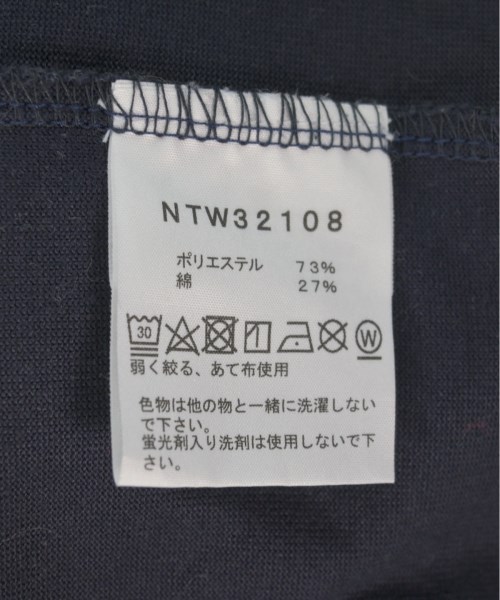 NTW32108
ポリエステル 73%
綿 27%
30 W
弱く絞る、あて布使用
色物は他の物と一緒に洗濯しない
で下さい。
蛍光剤入り洗剤は使用しないで下
さい。